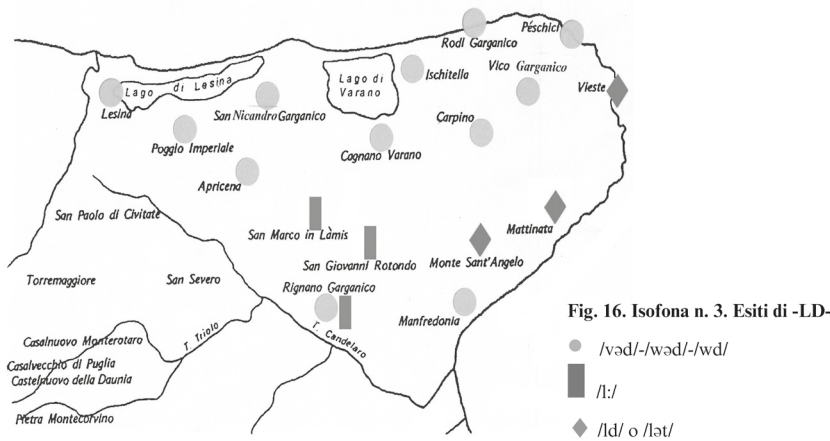 Rodi Garganico
Péschici
Ischitella
Vico Garganico
Vieste
Lago di Lesina
Lago di
Varano
Lesina
San Nicandro Garganico
Carpino
Poggio Imperiale
Cagnano Varano
Apricena
San Paolo di Civitate
San Marco in Làmis
Mattinata
San Giovanni Rotondo
Monte Sant'Angelo
Torremaggiore
San Severo
Rignano Garganico
Manfredonia
T. Candelaro
T. Triolo
Casalnuovo Monterotaro
Casalvecchio di Puglia
Castelnuovo della Daunia
Pietra Montecorvino
Fig. 16. Isofona n. 3. Esiti di -LD-
/vəd/-/wəd/-/wd/
/l:/
/ld/ o /lət/